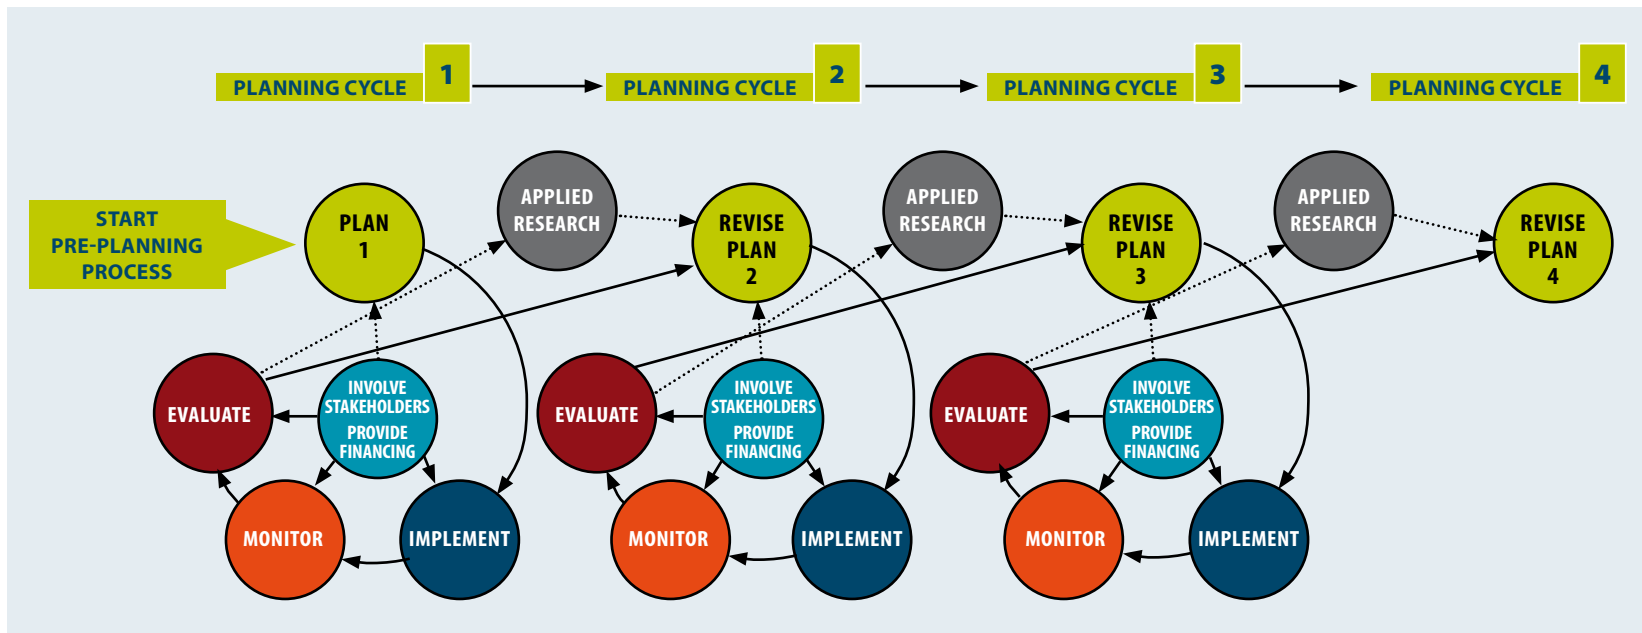 PLANNING CYCLE 1
PLANNING CYCLE 2
PLANNING CYCLE 3
PLANNING CYCLE 4
START
PRE-PLANNING
PROCESS
PLAN
1
APPLIED
RESEARCH
REVISE
PLAN
2
APPLIED
RESEARCH
REVISE
PLAN
3
APPLIED
RESEARCH
REVISE
PLAN
4
EVALUATE
INVOLVE
STAKEHOLDERS
PROVIDE
FINANCING
MONITOR
IMPLEMENT
EVALUATE
INVOLVE
STAKEHOLDERS
PROVIDE
FINANCING
MONITOR
IMPLEMENT
EVALUATE
INVOLVE
STAKEHOLDERS
PROVIDE
FINANCING
MONITOR
IMPLEMENT